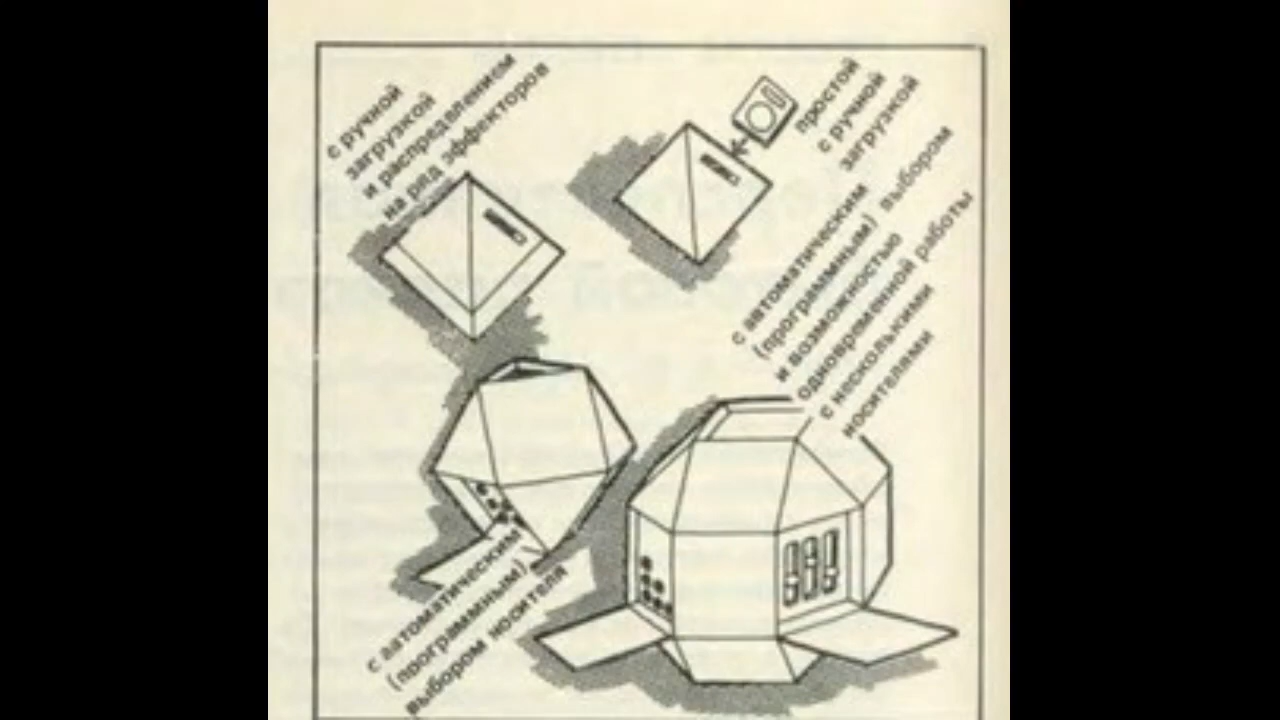 с ручной
загрузкой
и распределением
на ряд эффекторов
простой
с ручной
загрузкой
с автоматическим
(программным) выбором
и возможностью
одновременной работы
с несколькими
носителями
с автоматическим
(программным)
выбором носителя